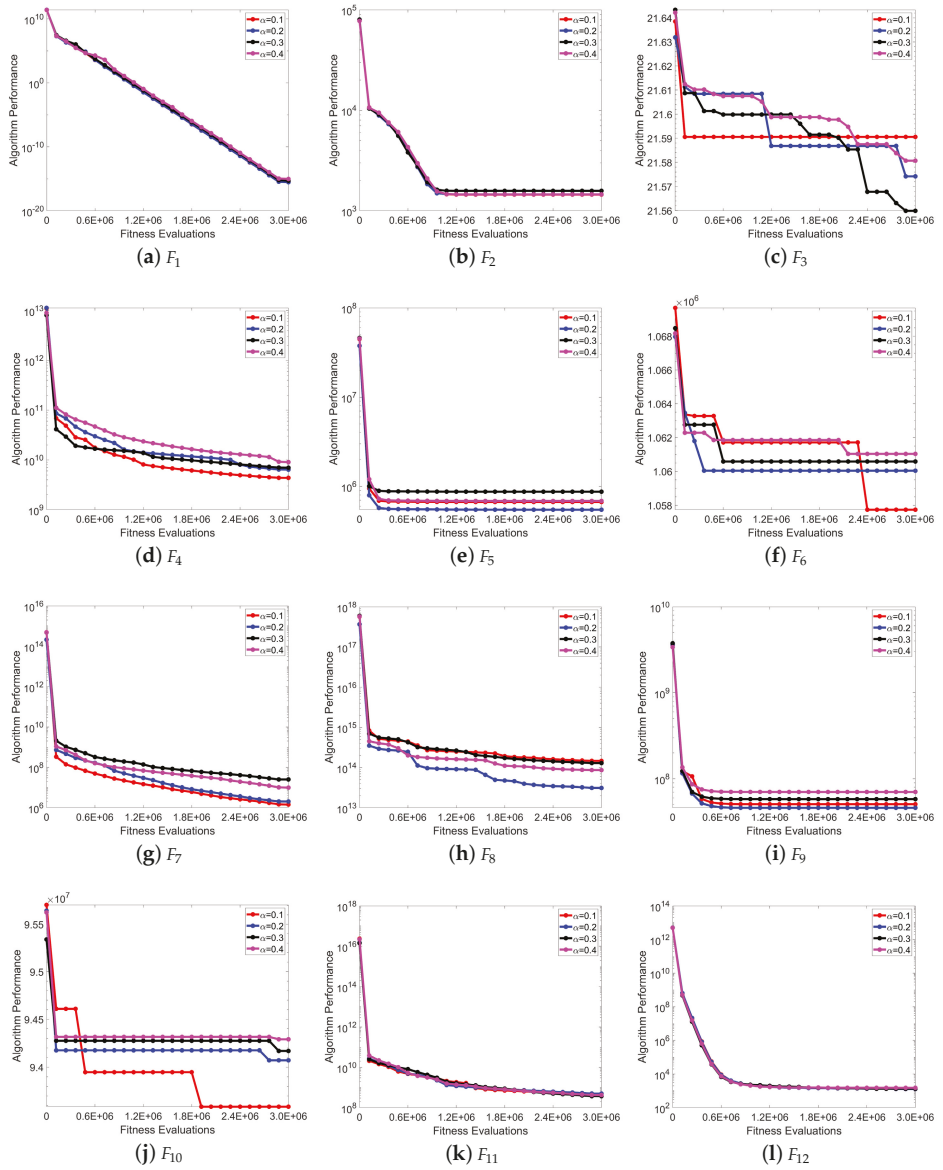 10^10
10^0
10^-10
10^-20
Algorithm Performance
α=0.1
α=0.2
α=0.3
α=0.4
0 0.6E+06 1.2E+06 1.8E+06 2.4E+06 3.0E+06
Fitness Evaluations
(a) F1
10^5
10^4
10^3
Algorithm Performance
α=0.1
α=0.2
α=0.3
α=0.4
0 0.6E+06 1.2E+06 1.8E+06 2.4E+06 3.0E+06
Fitness Evaluations
(b) F2
21.64
21.63
21.62
21.61
21.6
21.59
21.58
21.57
21.56
Algorithm Performance
α=0.1
α=0.2
α=0.3
α=0.4
0 0.6E+06 1.2E+06 1.8E+06 2.4E+06 3.0E+06
Fitness Evaluations
(c) F3
10^13
10^12
10^11
10^10
10^9
Algorithm Performance
α=0.1
α=0.2
α=0.3
α=0.4
0 0.6E+06 1.2E+06 1.8E+06 2.4E+06 3.0E+06
Fitness Evaluations
(d) F4
10^8
10^7
10^6
Algorithm Performance
α=0.1
α=0.2
α=0.3
α=0.4
0 0.6E+06 1.2E+06 1.8E+06 2.4E+06 3.0E+06
Fitness Evaluations
(e) F5
×10^6
1.068
1.066
1.064
1.062
1.06
1.058
Algorithm Performance
α=0.1
α=0.2
α=0.3
α=0.4
0 0.6E+06 1.2E+06 1.8E+06 2.4E+06 3.0E+06
Fitness Evaluations
(f) F6
10^16
10^14
10^12
10^10
10^8
10^6
Algorithm Performance
α=0.1
α=0.2
α=0.3
α=0.4
0 0.6E+06 1.2E+06 1.8E+06 2.4E+06 3.0E+06
Fitness Evaluations
(g) F7
10^18
10^17
10^16
10^15
10^14
10^13
Algorithm Performance
α=0.1
α=0.2
α=0.3
α=0.4
0 0.6E+06 1.2E+06 1.8E+06 2.4E+06 3.0E+06
Fitness Evaluations
(h) F8
10^10
10^9
10^8
Algorithm Performance
α=0.1
α=0.2
α=0.3
α=0.4
0 0.6E+06 1.2E+06 1.8E+06 2.4E+06 3.0E+06
Fitness Evaluations
(i) F9
×10^7
9.55
9.5
9.45
9.4
Algorithm Performance
α=0.1
α=0.2
α=0.3
α=0.4
0 0.6E+06 1.2E+06 1.8E+06 2.4E+06 3.0E+06
Fitness Evaluations
(j) F10
10^18
10^16
10^14
10^12
10^10
10^8
Algorithm Performance
α=0.1
α=0.2
α=0.3
α=0.4
0 0.6E+06 1.2E+06 1.8E+06 2.4E+06 3.0E+06
Fitness Evaluations
(k) F11
10^14
10^12
10^10
10^8
10^6
10^4
10^2
Algorithm Performance
α=0.1
α=0.2
α=0.3
α=0.4
0 0.6E+06 1.2E+06 1.8E+06 2.4E+06 3.0E+06
Fitness Evaluations
(l) F12